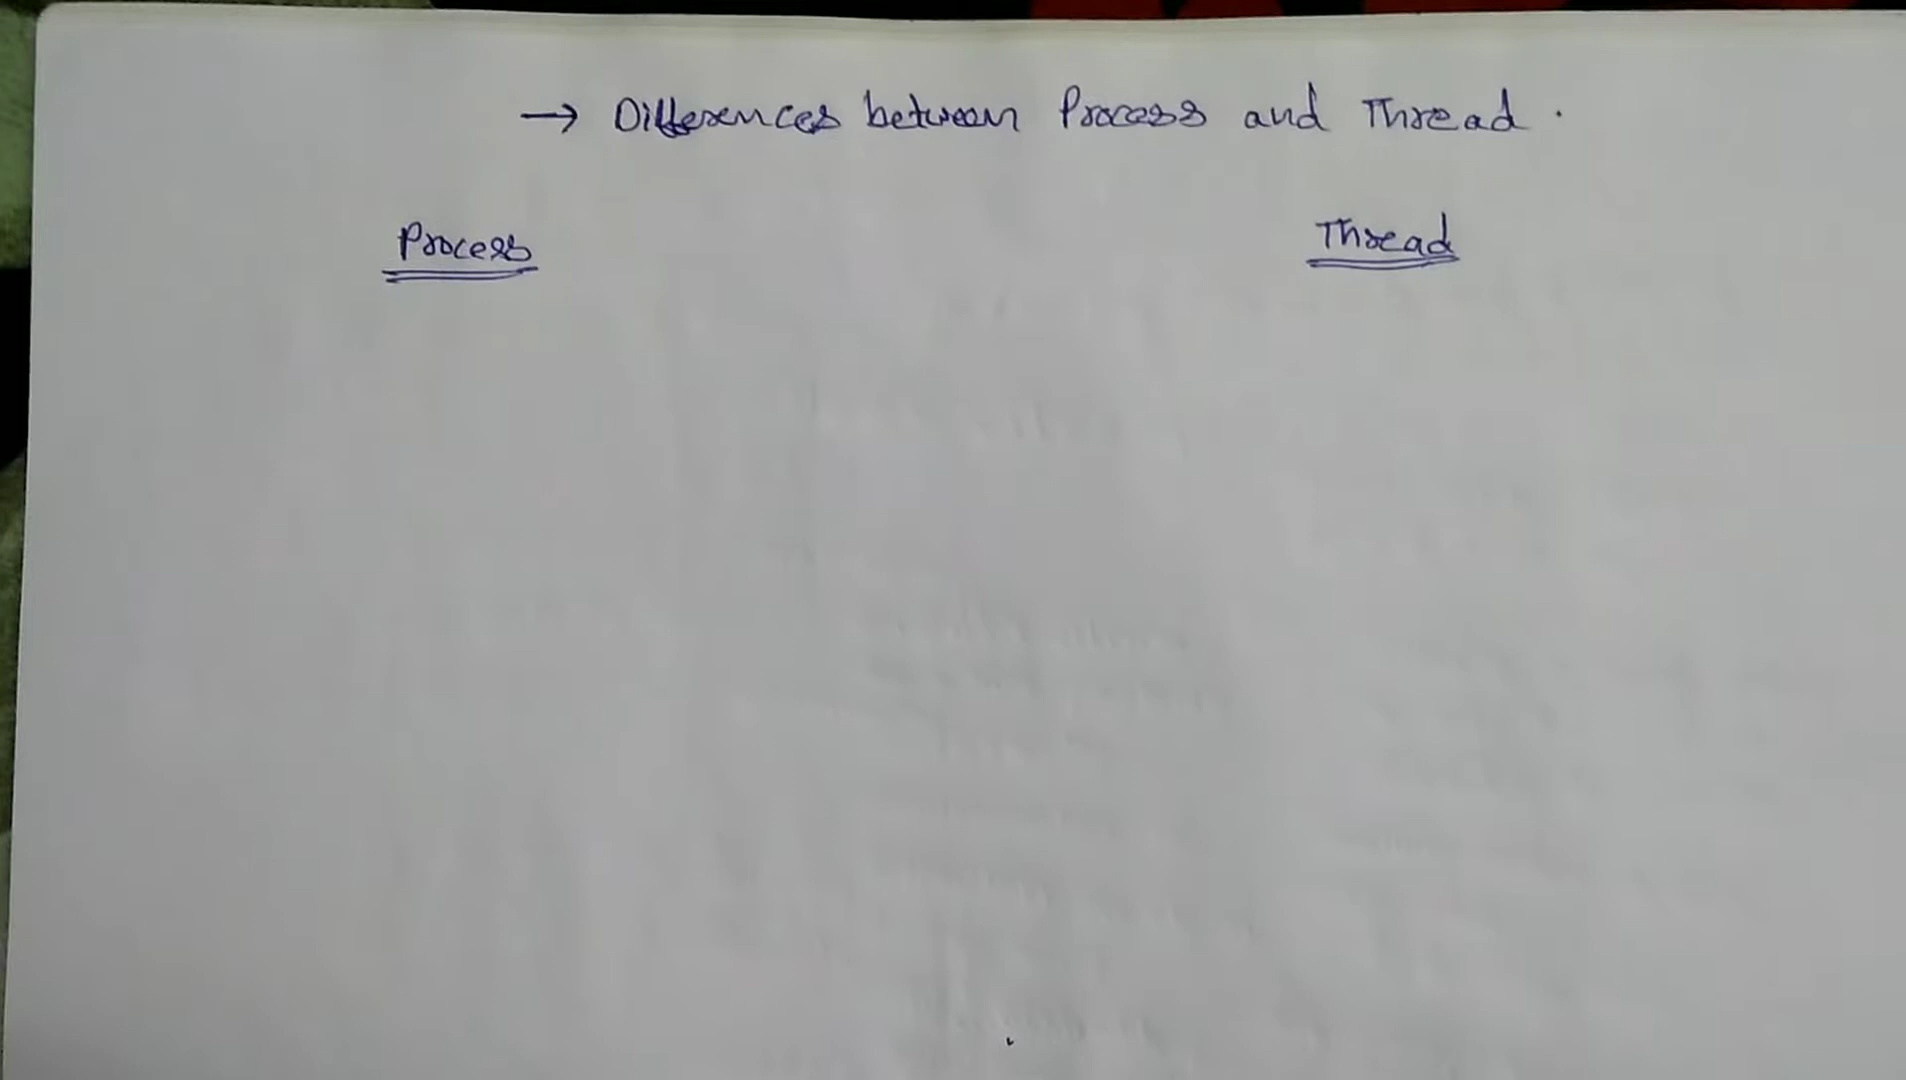 → Differences between Process and Thread.
Process
Thread